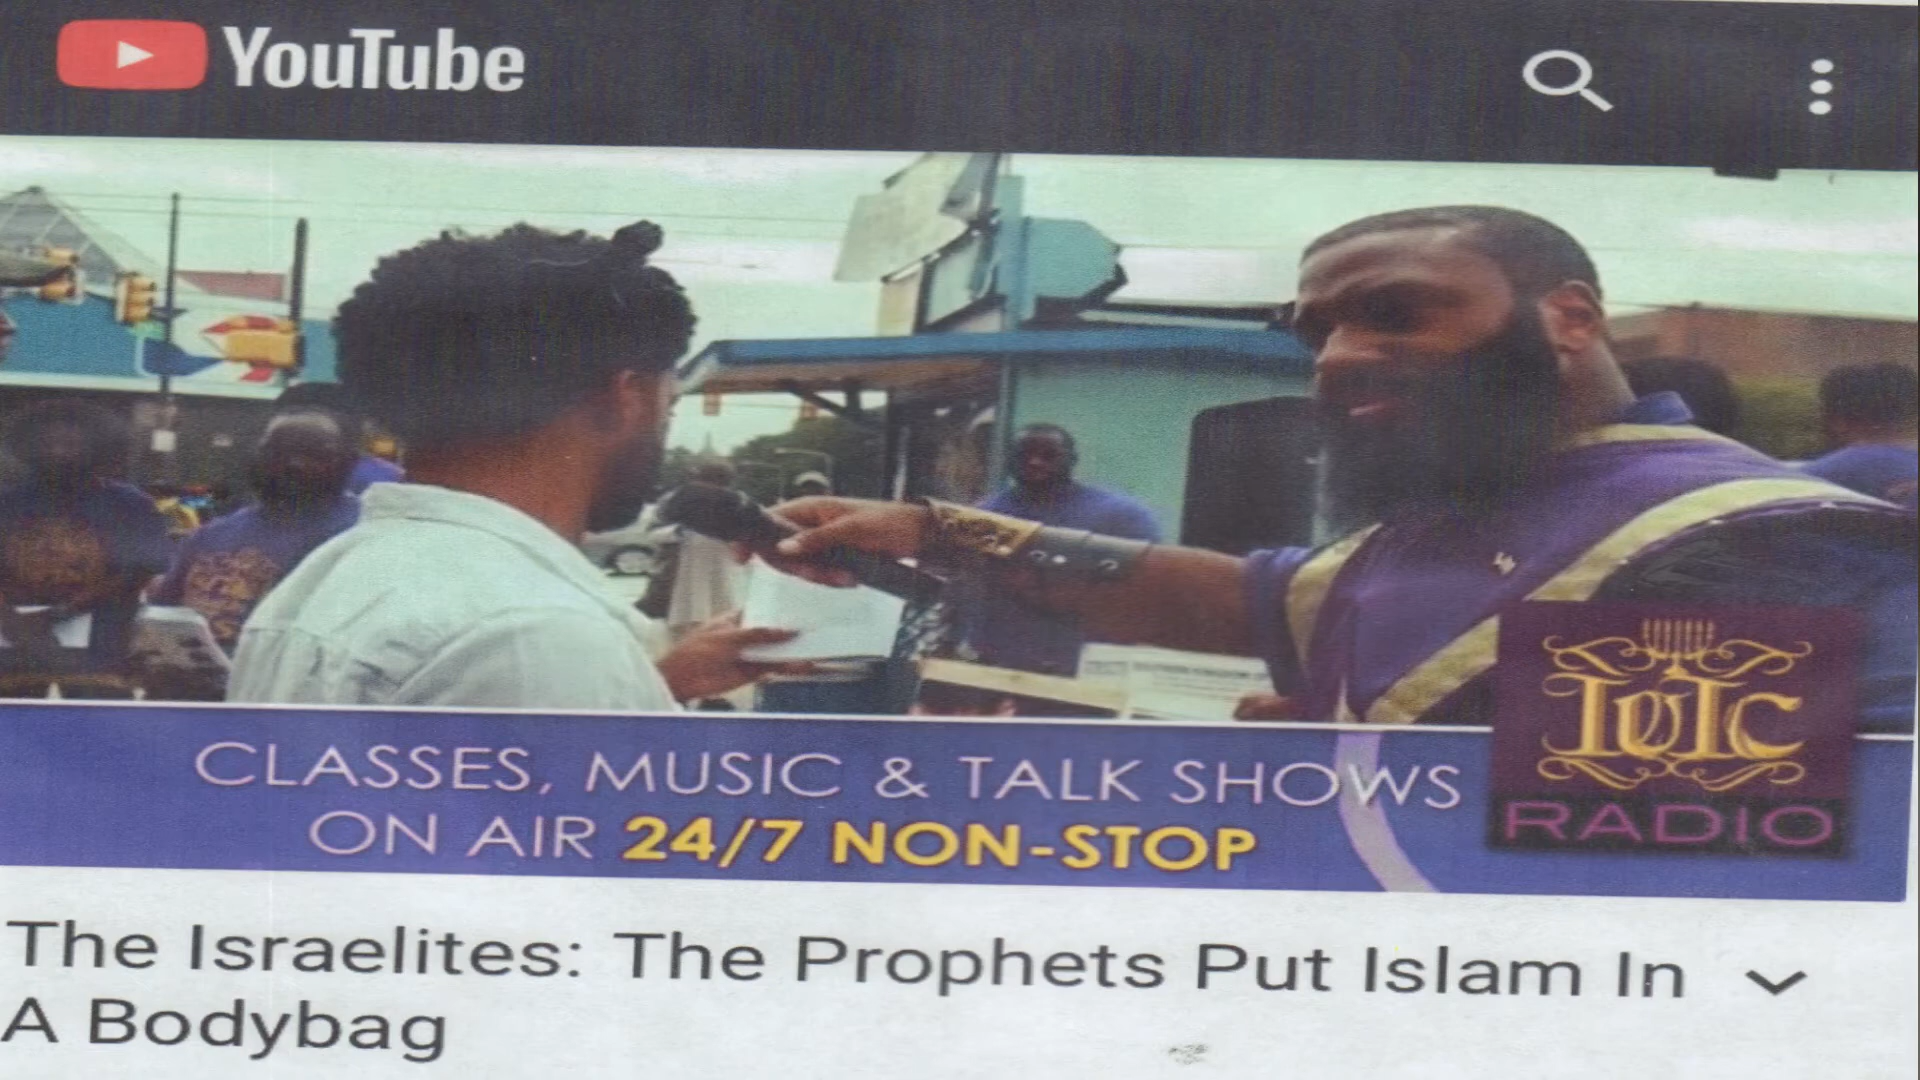 YouTube
CLASSES, MUSIC & TALK SHOWS
ON AIR 24/7 NON-STOP
IUIC
RADIO
The Israelites: The Prophets Put Islam In
A Bodybag